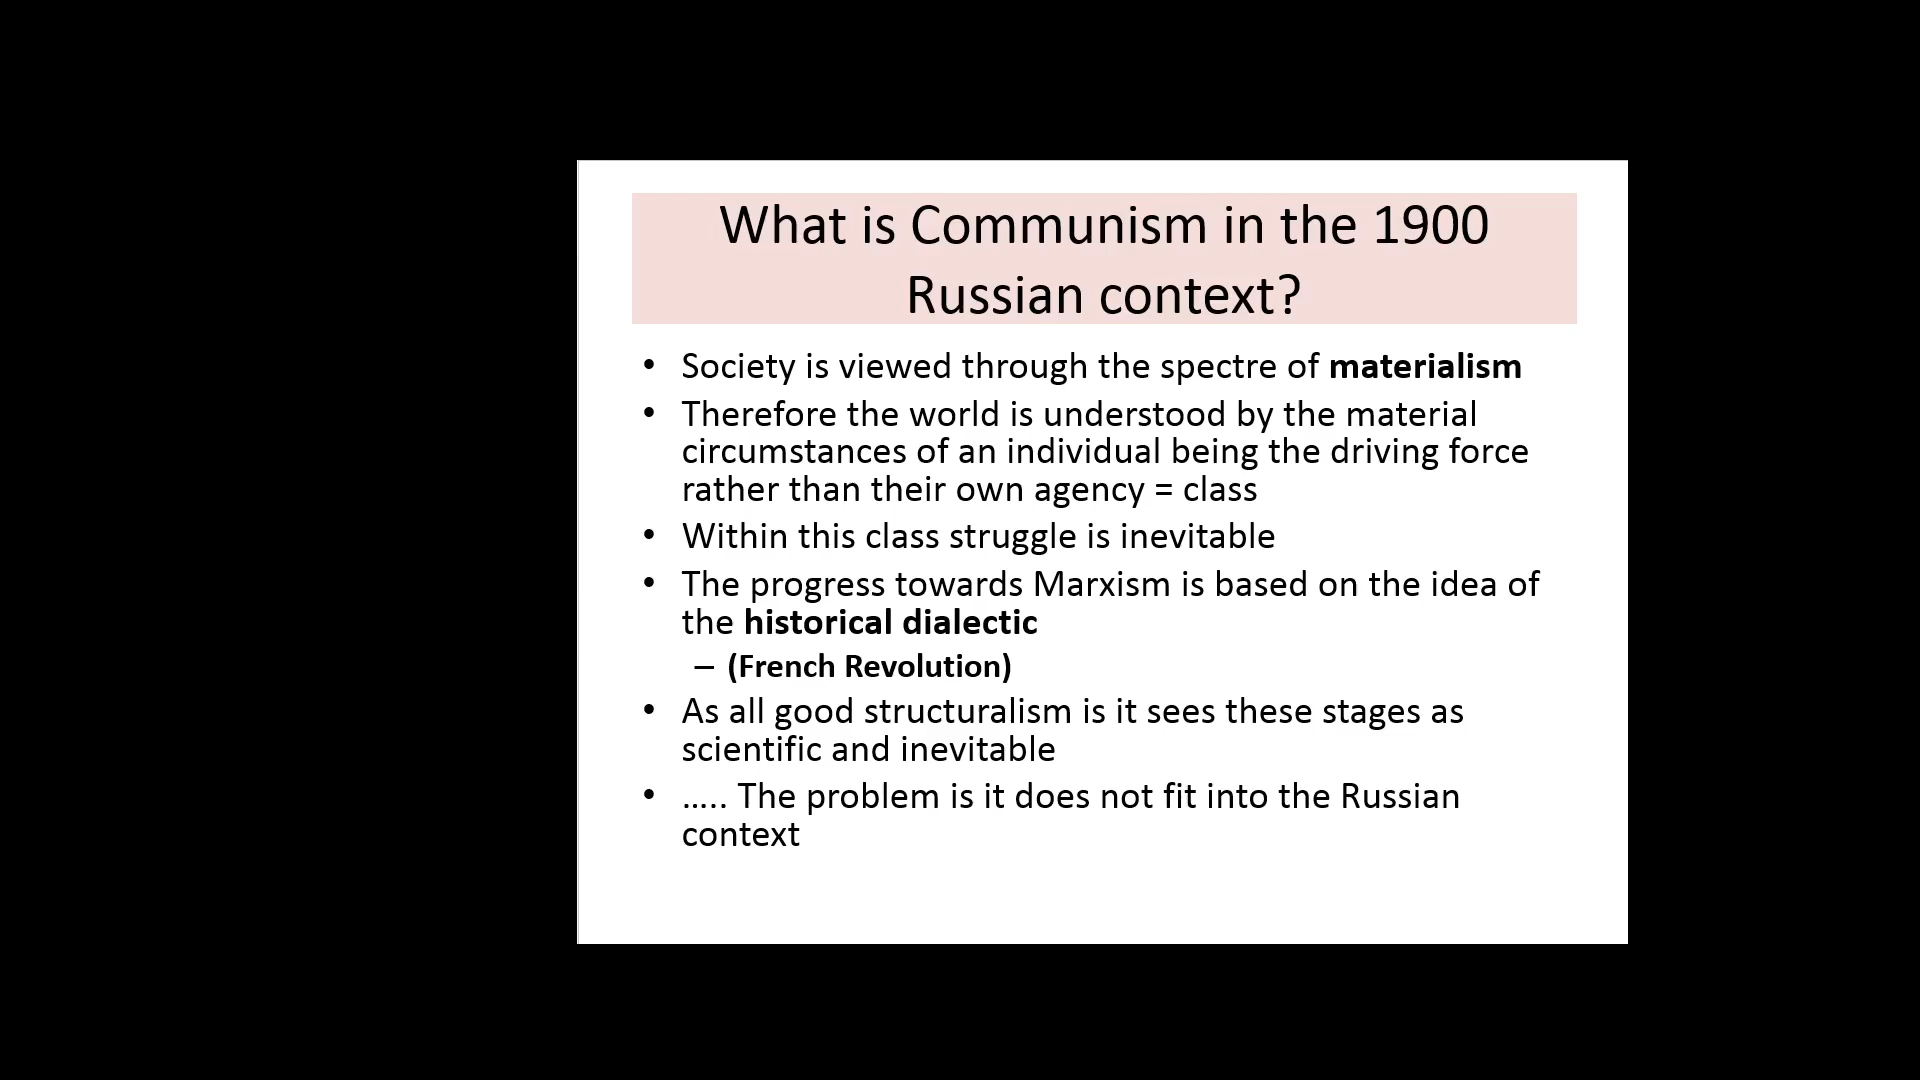 What is Communism in the 1900
Russian context?
• Society is viewed through the spectre of materialism
• Therefore the world is understood by the material
circumstances of an individual being the driving force
rather than their own agency = class
• Within this class struggle is inevitable
• The progress towards Marxism is based on the idea of
the historical dialectic
– (French Revolution)
• As all good structuralism is it sees these stages as
scientific and inevitable
• ..... The problem is it does not fit into the Russian
context